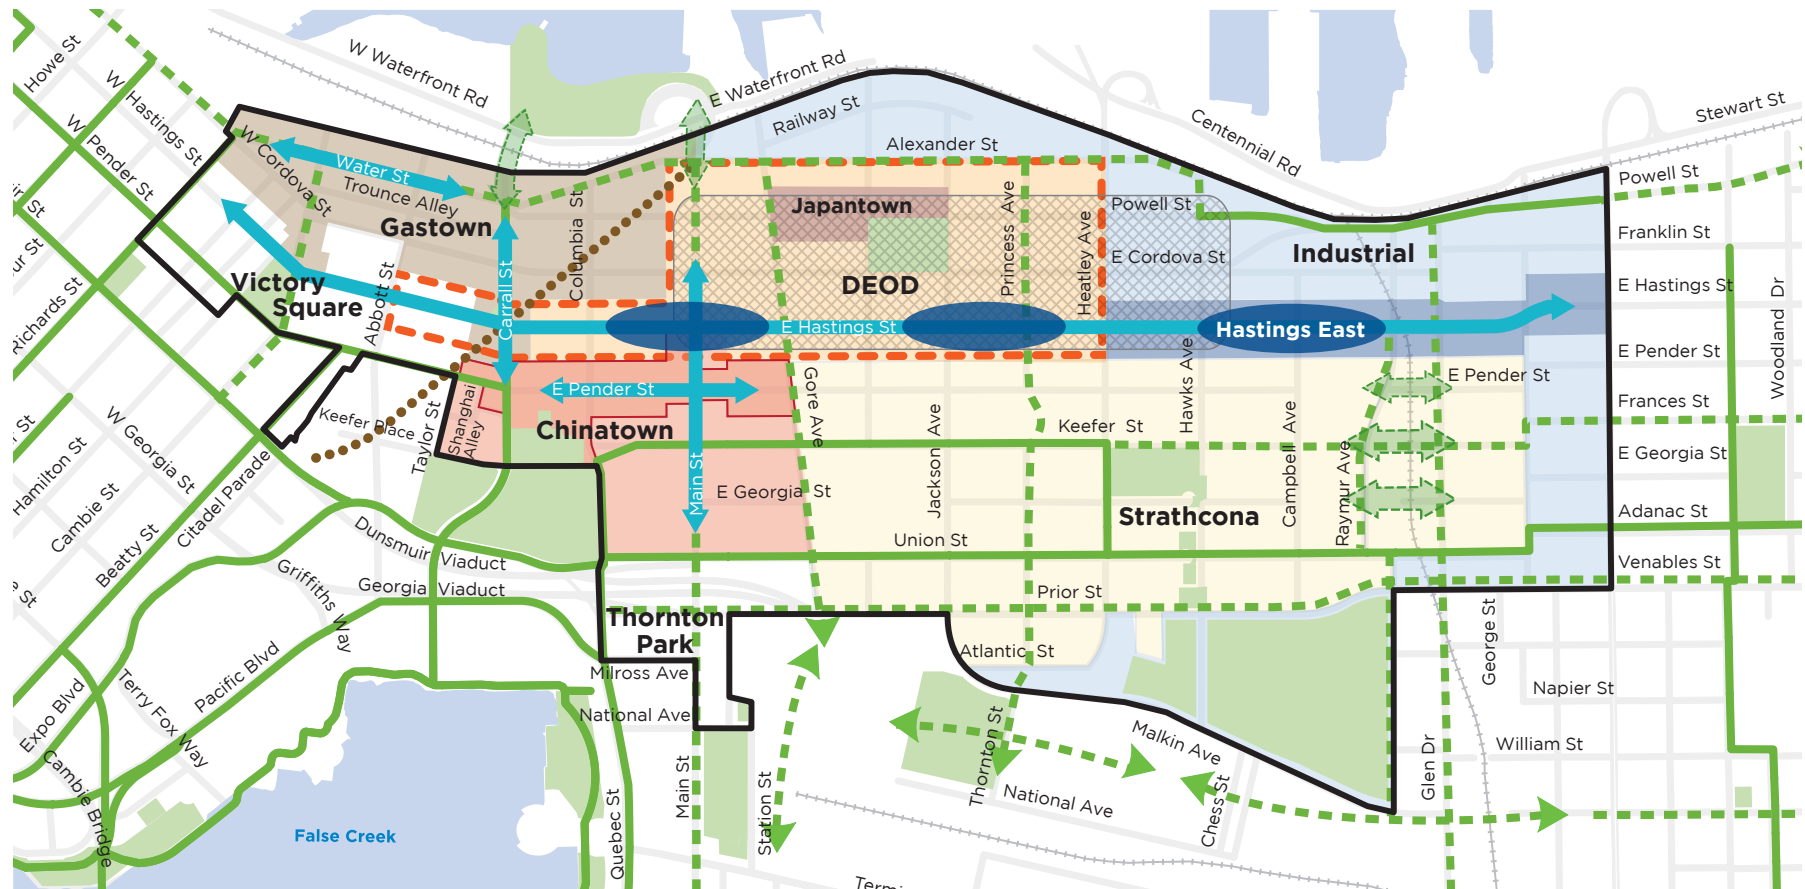 Howe St
W Hastings St
W Waterfront Rd
E Waterfront Rd
Railway St
Alexander St
Centennial Rd
Stewart St
Powell St
W Pender St
W Cordova St
Water St
Trounce Alley
Gastown
Columbia St
Japantown
Princess Ave
Heatley Ave
Powell St
E Cordova St
Industrial
Franklin St
ur St
Richards St
Victory
Square
Abbott St
Carrall St
DEOD
E Hastings St
Hastings East
E Hastings St
E Pender St
Woodland Dr
E Pender St
Shanghai
Alley
E Pender St
Chinatown
Gore Ave
Jackson Ave
Keefer St
Hawks Ave
Campbell Ave
Raymur Ave
Frances St
E Georgia St
Adanac St
Venables St
Keefer Place
Taylor St
W Georgia St
Hamilton St
Cambie St
Citadel Parade
Beatty St
Main St
E Georgia St
Strathcona
Union St
Prior St
Dunsmuir Viaduct
Georgia Viaduct
Griffiths Way
Thornton
Park
Atlantic St
Milross Ave
National Ave
George St
Napier St
William St
Expo Blvd
Terry Fox Way
Pacific Blvd
Cambie Bridge
False Creek
Quebec St
Main St
Station St
Thornton St
National Ave
Malkin Ave
Chess St
Glen Dr